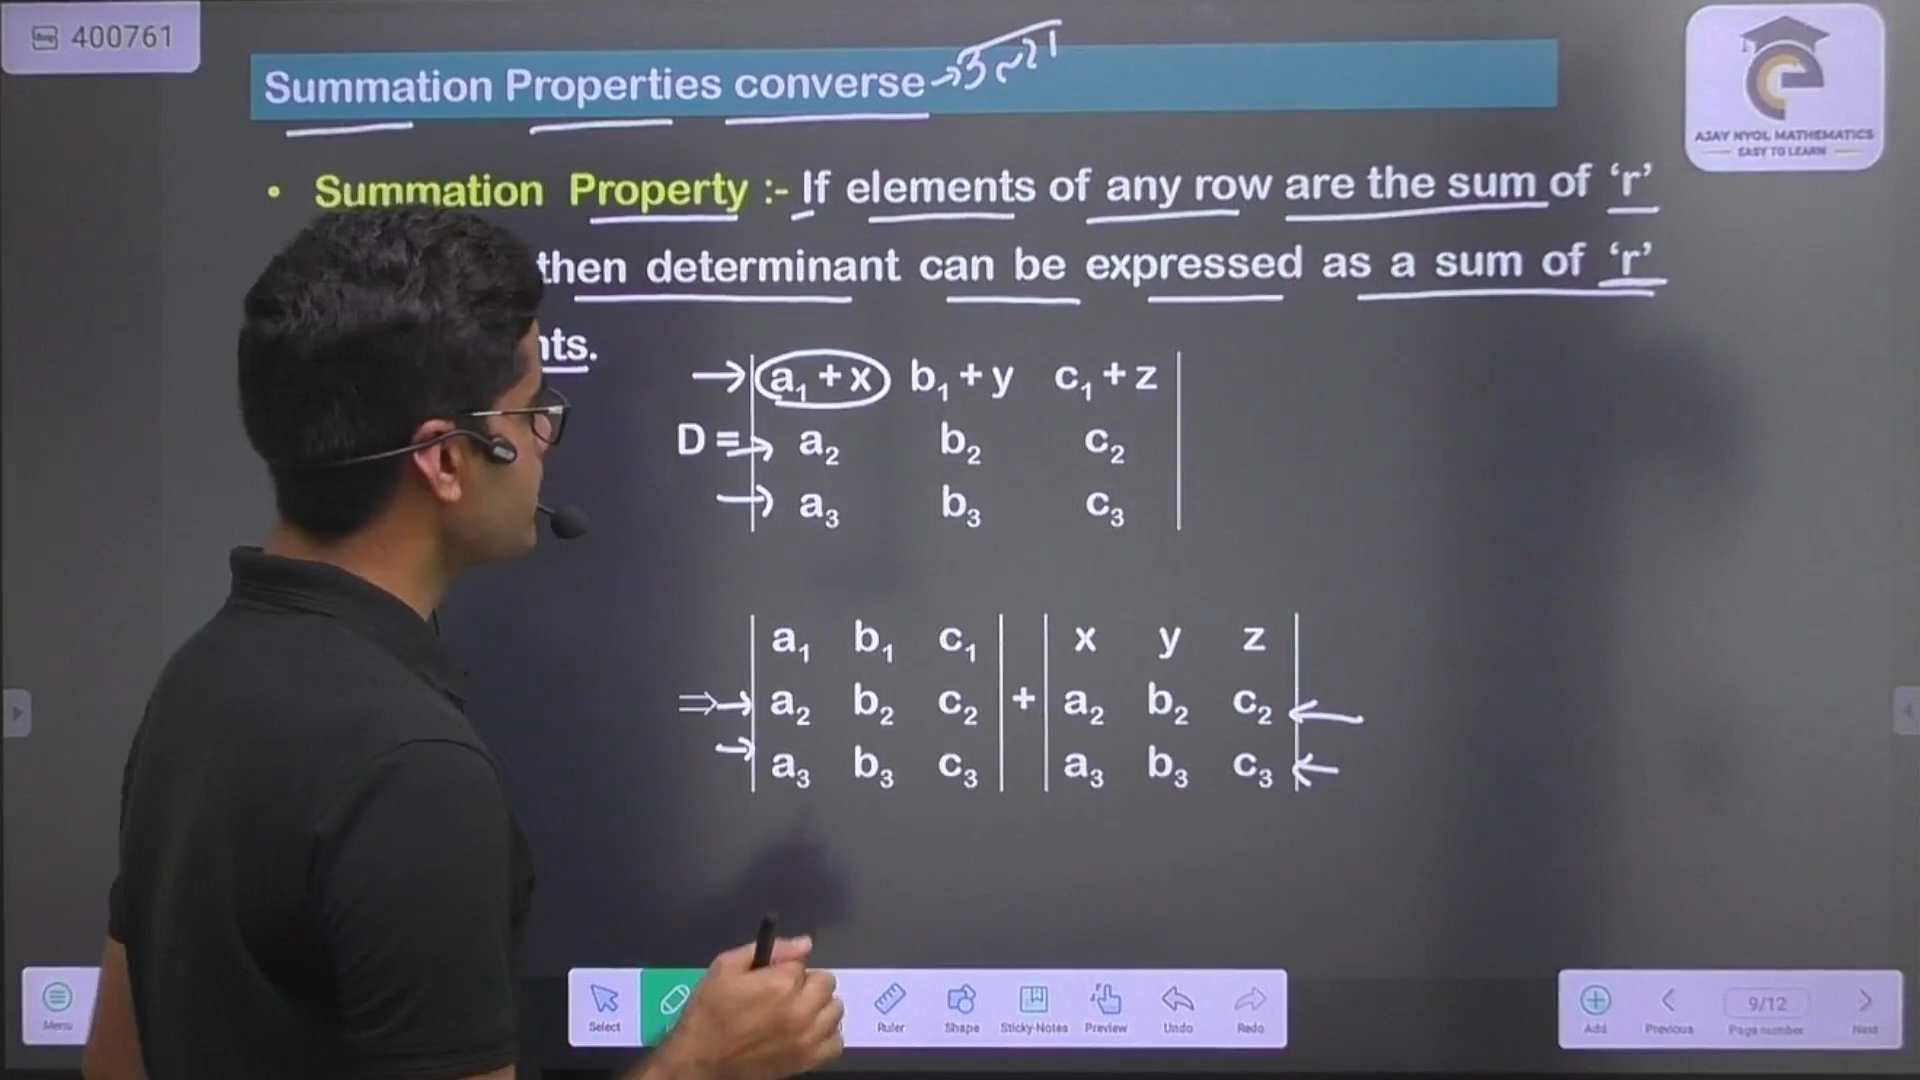 400761
Summation Properties converse →उल्टा
AJAY NYOL MATHEMATICS
EASY TO LEARN
• Summation Property :- If elements of any row are the sum of ‘r’
then determinant can be expressed as a sum of ‘r’
nts.
→ a₁ + x b₁ + y c₁ + z
D = → a₂ b₂ c₂
→ a₃ b₃ c₃
a₁ b₁ c₁ x y z
⇒→ a₂ b₂ c₂ + a₂ b₂ c₂ ←
→ a₃ b₃ c₃ a₃ b₃ c₃ ←
Menu
Select Ruler Shape Sticky-Notes Preview Undo Redo
9/12
Add Previous Page number Next